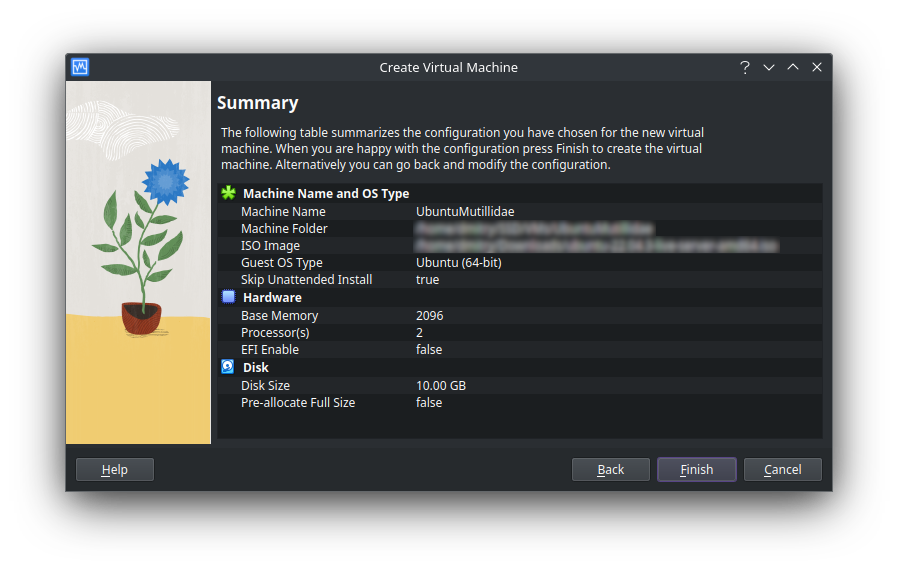 Create Virtual Machine
Summary
The following table summarizes the configuration you have chosen for the new virtual
machine. When you are happy with the configuration press Finish to create the virtual
machine. Alternatively you can go back and modify the configuration.
Machine Name and OS Type
Machine Name UbuntuMutillidae
Machine Folder
ISO Image
Guest OS Type Ubuntu (64-bit)
Skip Unattended Install true
Hardware
Base Memory 2096
Processor(s) 2
EFI Enable false
Disk
Disk Size 10.00 GB
Pre-allocate Full Size false
Help Back Finish Cancel